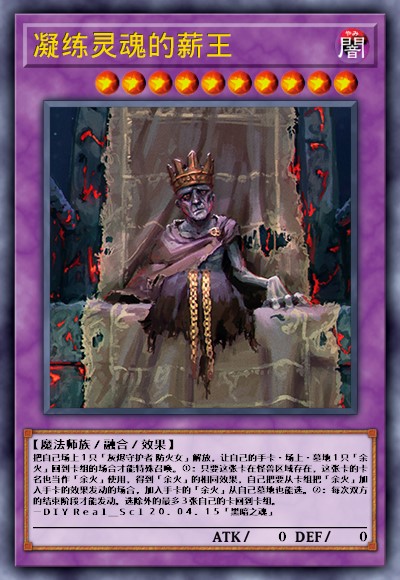 凝练灵魂的薪王
やみ
闇
【魔法师族／融合／效果】
把自己场上１只「灰烬守护者 防火女」解放，让自己的手卡·场上·墓地１只「余
火」回到卡组的场合才能特殊召唤。①：只要这张卡在怪兽区域存在，这张卡的卡
名也当作「余火」使用，得到「余火」的相同效果，自己把要从卡组把「余火」加
入手卡的效果发动的场合，加入手卡的「余火」从自己墓地也能选。②：每次双方
的结束阶段才能发动。选除外的最多３张自己的卡回到卡组。
－ＤＩＹ Ｒｅａｌ＿Ｓｃｌ ２０．０４．１５「黑暗之魂」
ATK／ 0 DEF／ 0